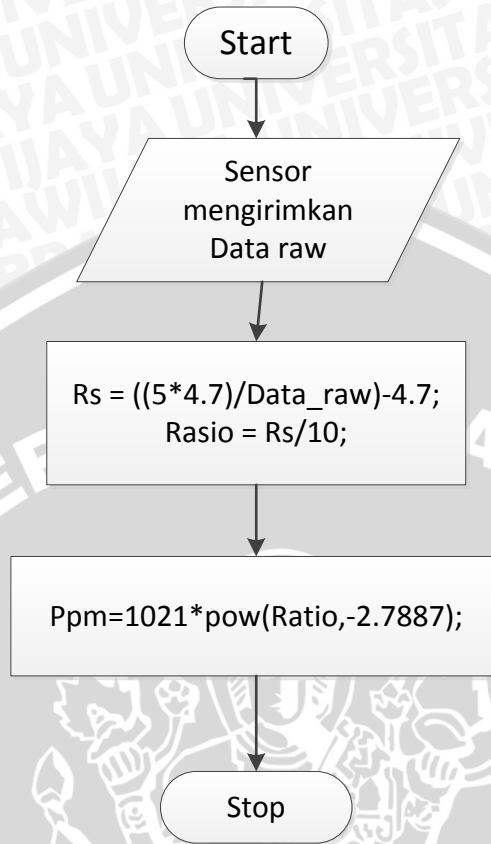 Start
Sensor
mengirimkan
Data raw
Rs = ((5*4.7)/Data_raw)-4.7;
Rasio = Rs/10;
Ppm=1021*pow(Ratio,-2.7887);
Stop